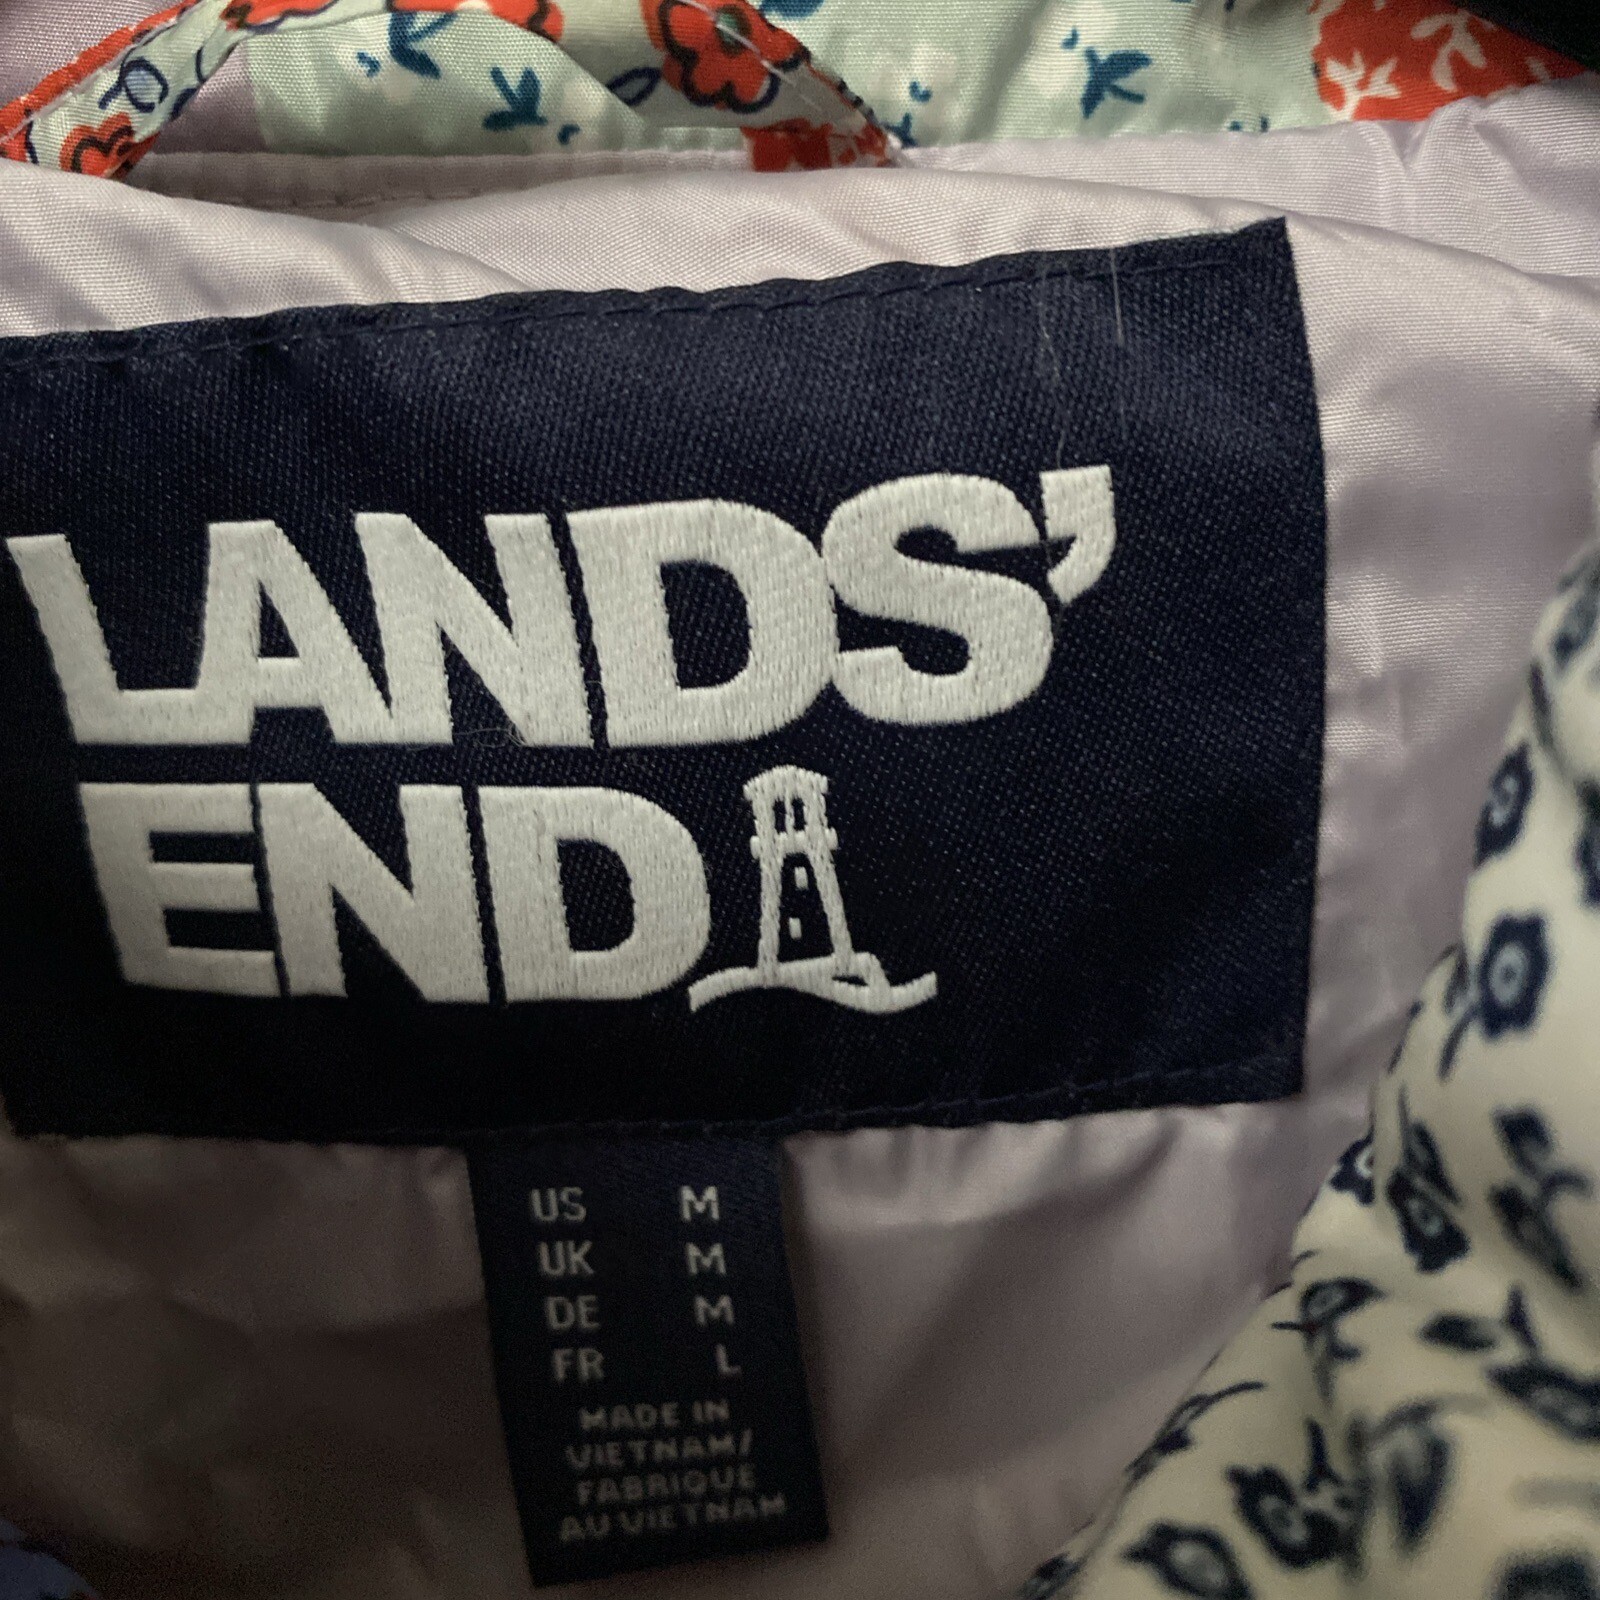 LANDS'
END
US M
UK M
DE M
FR L
MADE IN
VIETNAM/
FABRIQUE
AU VIETNAM